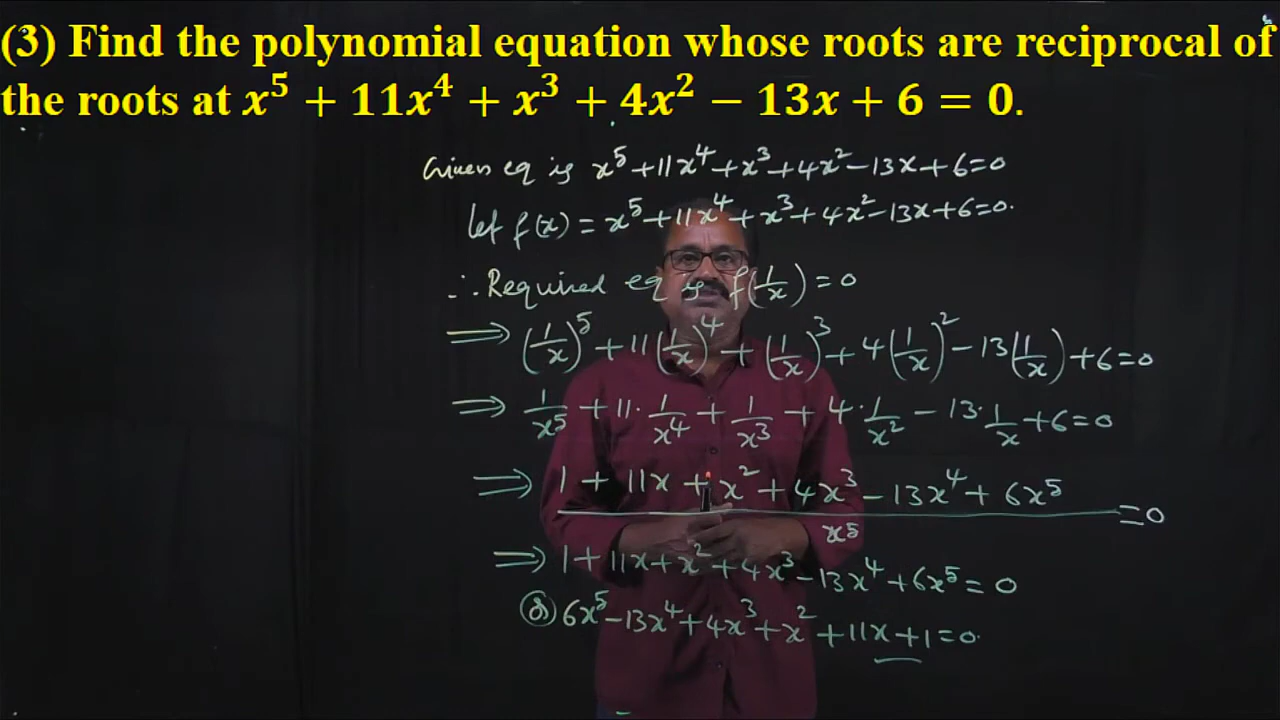 (3) Find the polynomial equation whose roots are reciprocal of
the roots at x⁵ + 11x⁴ + x³ + 4x² − 13x + 6 = 0.
Given eq is x⁵ + 11x⁴ + x³ + 4x² − 13x + 6 = 0
let f(x) = x⁵ + 11x⁴ + x³ + 4x² − 13x + 6 = 0.
∴ Required eq is f(1/x) = 0
⟹ (1/x)⁵ + 11(1/x)⁴ + (1/x)³ + 4(1/x)² − 13(1/x) + 6 = 0
⟹ 1/x⁵ + 11·1/x⁴ + 1/x³ + 4·1/x² − 13·1/x + 6 = 0
⟹ (1 + 11x + x² + 4x³ − 13x⁴ + 6x⁵)/x⁵ = 0
⟹ 1 + 11x + x² + 4x³ − 13x⁴ + 6x⁵ = 0
6x⁵ − 13x⁴ + 4x³ + x² + 11x + 1 = 0.